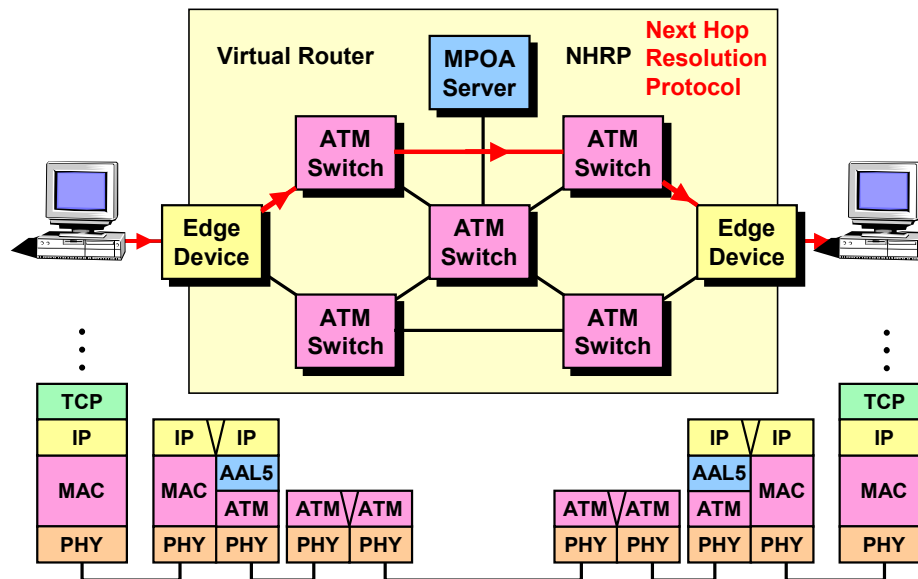 Virtual Router
MPOA
Server
NHRP
Next Hop
Resolution
Protocol
ATM
Switch
ATM
Switch
Edge
Device
ATM
Switch
Edge
Device
ATM
Switch
ATM
Switch
TCP
IP
MAC
PHY
IP IP
MAC
AAL5
ATM
PHY PHY
ATM ATM
PHY PHY
ATM ATM
PHY PHY
IP IP
AAL5
ATM
MAC
PHY PHY
TCP
IP
MAC
PHY